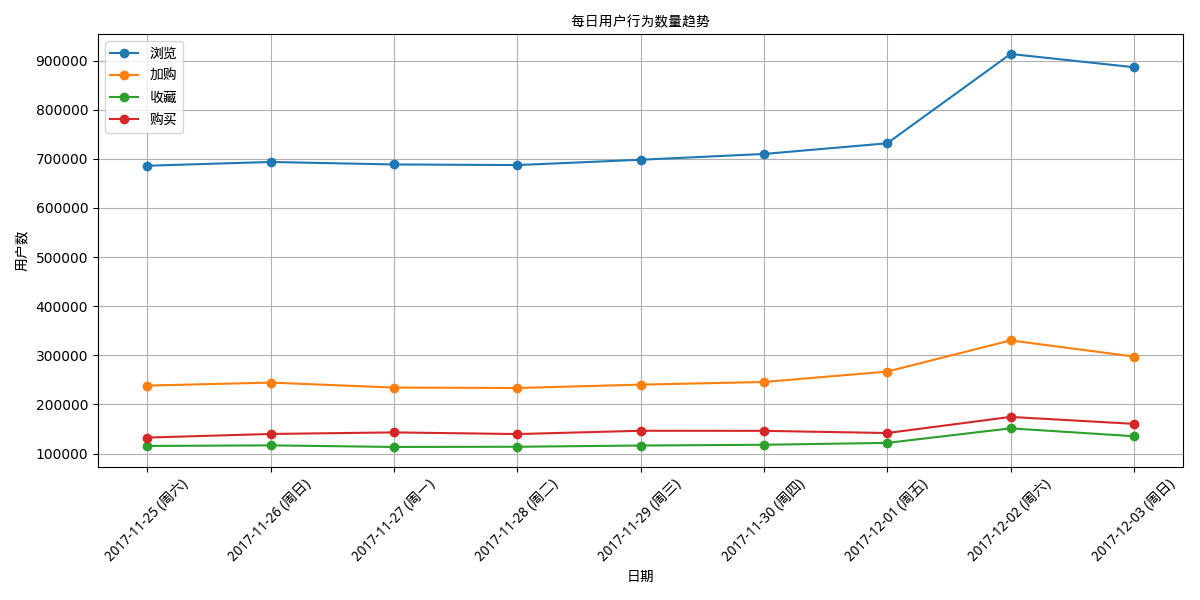 每日用户行为数量趋势
浏览
加购
收藏
购买
900000
800000
700000
600000
500000
400000
300000
200000
100000
用户数
2017-11-25 (周六)
2017-11-26 (周日)
2017-11-27 (周一)
2017-11-28 (周二)
2017-11-29 (周三)
2017-11-30 (周四)
2017-12-01 (周五)
2017-12-02 (周六)
2017-12-03 (周日)
日期